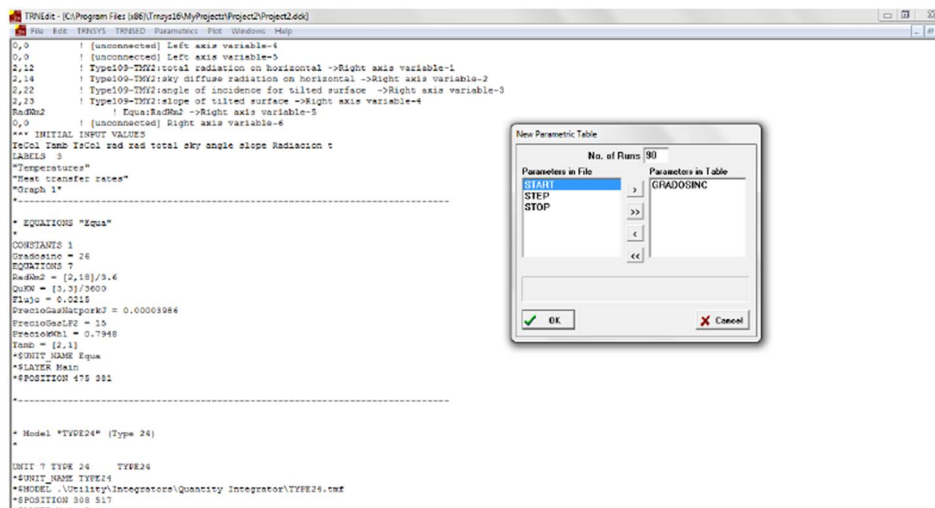 TRNEdit - [C:\Program Files (x86)\Trnsys16\MyProjects\Project2\Project2.dck]
File Edit TRNSYS TRNSED Parametrics Plot Windows Help
0,0 ! [unconnected] Left axis variable-4
0,0 ! [unconnected] Left axis variable-5
2,12 ! Type109-TMY2:total radiation on horizontal ->Right axis variable-1
2,14 ! Type109-TMY2:sky diffuse radiation on horizontal ->Right axis variable-2
2,22 ! Type109-TMY2:angle of incidence for tilted surface ->Right axis variable-3
2,23 ! Type109-TMY2:slope of tilted surface ->Right axis variable-4
RadWm2 ! Equa:RadWm2 ->Right axis variable-5
0,0 ! [unconnected] Right axis variable-6
*** INITIAL INPUT VALUES
TeCol Tamb TsCol rad rad total sky angle slope Radiacion t
LABELS 3
"Temperatures"
"Heat transfer rates"
"Graph 1"
* EQUATIONS "Equa"
*
CONSTANTS 1
Gradosinc = 26
EQUATIONS 7
RadWm2 = [2,18]/3.6
QuKW = [3,3]/3600
Flujo = 0.0215
PrecioGasNatporkJ = 0.00003986
PrecioGasLP2 = 15
PreciokWh1 = 0.7948
Tamb = [2,1]
*$UNIT_NAME Equa
*$LAYER Main
*$POSITION 475 381
* Model "TYPE24" (Type 24)
*
UNIT 7 TYPE 24 TYPE24
*$UNIT_NAME TYPE24
*$MODEL .\Utility\Integrators\Quantity Integrator\TYPE24.tmf
*$POSITION 308 517
New Parametric Table
No. of Runs 90
Parameters in File
Parameters in Table
START
STEP
STOP
GRADOSINC
>
>>
<
<<
OK
Cancel